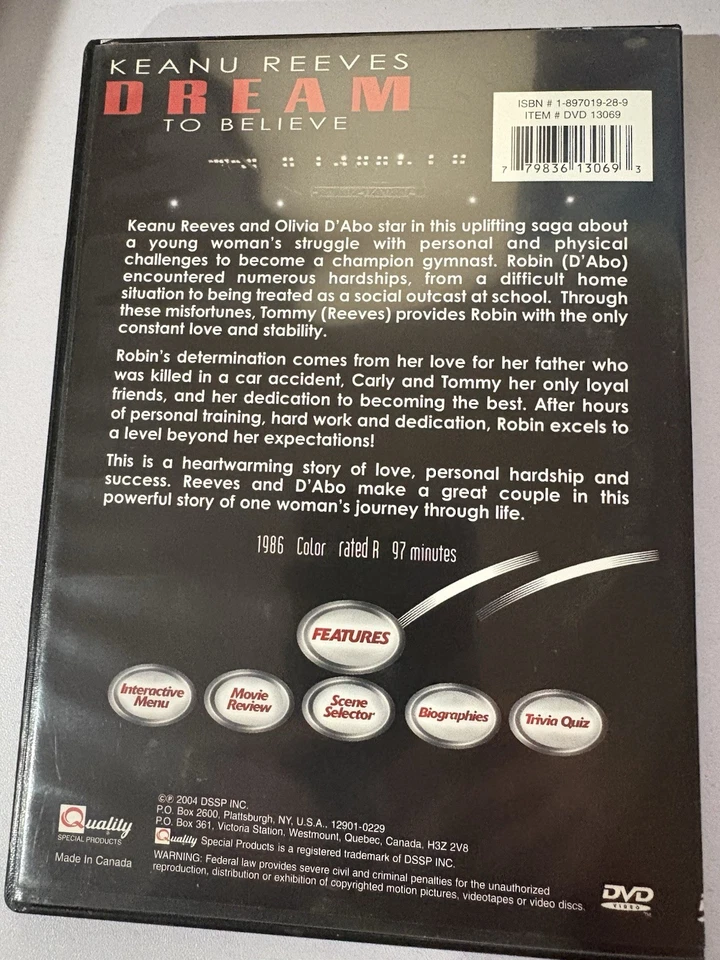 KEANU REEVES
DREAM
TO BELIEVE
ISBN # 1-897019-28-9
ITEM # DVD 13069
7 79836 13069 3
Keanu Reeves and Olivia D'Abo star in this uplifting saga about
a young woman's struggle with personal and physical
challenges to become a champion gymnast. Robin (D'Abo)
encountered numerous hardships, from a difficult home
situation to being treated as a social outcast at school. Through
these misfortunes, Tommy (Reeves) provides Robin with the only
constant love and stability.
Robin's determination comes from her love for her father who
was killed in a car accident, Carly and Tommy her only loyal
friends, and her dedication to becoming the best. After hours
of personal training, hard work and dedication, Robin excels to
a level beyond her expectations!
This is a heartwarming story of love, personal hardship and
success. Reeves and D'Abo make a great couple in this
powerful story of one woman's journey through life.
1986 Color rated R 97 minutes
FEATURES
Interactive
Menu
Movie
Review
Scene
Selector
Biographies
Trivia Quiz
©℗ 2004 DSSP INC.
P.O. Box 2600, Plattsburgh, NY, U.S.A., 12901-0229
P.O. Box 361, Victoria Station, Westmount, Quebec, Canada, H3Z 2V8
Quality Special Products is a registered trademark of DSSP INC.
WARNING: Federal law provides severe civil and criminal penalties for the unauthorized
reproduction, distribution or exhibition of copyrighted motion pictures, videotapes or video discs.
Quality
SPECIAL PRODUCTS
Made In Canada
DVD
VIDEO